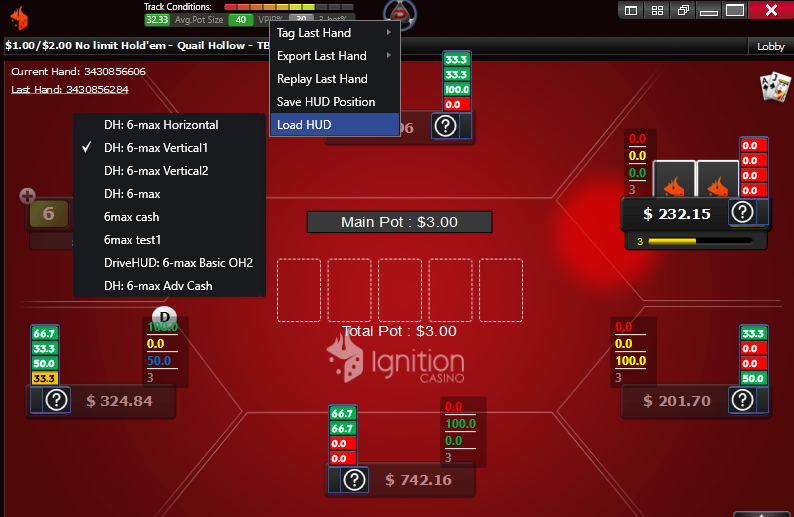 Track Conditions:
32.33 Avg.Pot Size 40 VPIP% 30 3-bet%
$1.00/$2.00 No limit Hold'em - Quail Hollow - TB
Lobby
Current Hand: 3430856606
Last Hand: 3430856284
Tag Last Hand
Export Last Hand
Replay Last Hand
Save HUD Position
Load HUD
DH: 6-max Horizontal
DH: 6-max Vertical1
DH: 6-max Vertical2
DH: 6-max
6max cash
6max test1
DriveHUD: 6-max Basic OH2
DH: 6-max Adv Cash
33.3
33.3
100.0
0.0
6
0.0
0.0
0.0
3
0.0
0.0
0.0
0.0
$ 232.15
3
Main Pot : $3.00
Total Pot : $3.00
Ignition
CASINO
D
66.7
33.3
50.0
33.3
100.0
0.0
50.0
3
$ 324.84
66.7
66.7
0.0
0.0
0.0
100.0
0.0
3
$ 742.16
0.0
0.0
100.0
3
33.3
0.0
0.0
50.0
$ 201.70